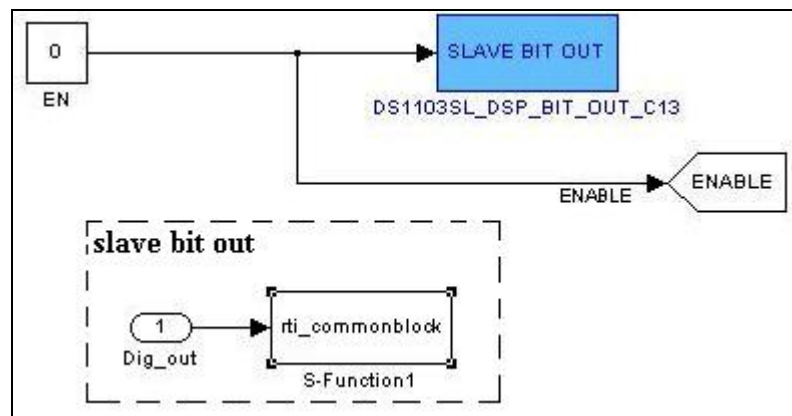 0
EN
SLAVE BIT OUT
DS1103SL_DSP_BIT_OUT_C13
ENABLE
ENABLE
slave bit out
1
Dig_out
rti_commonblock
S-Function1